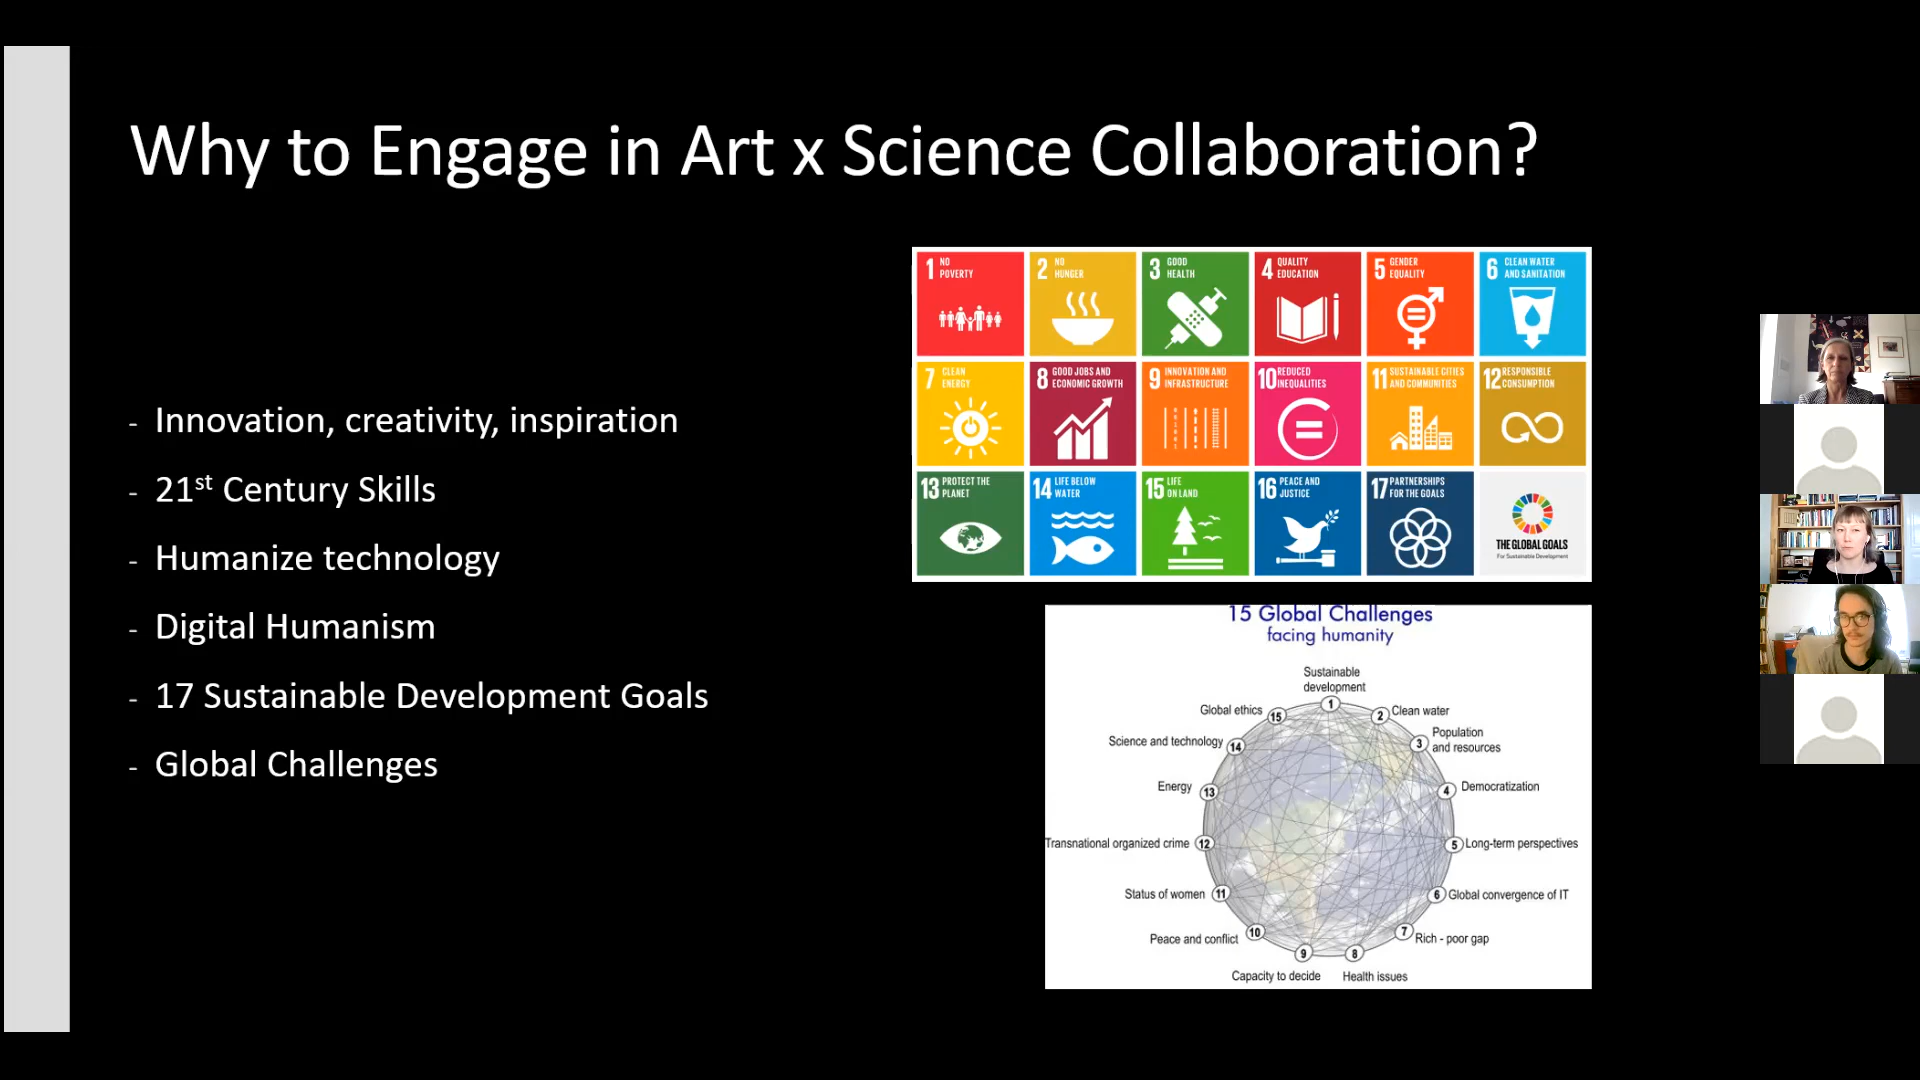 Why to Engage in Art x Science Collaboration?
- Innovation, creativity, inspiration
- 21st Century Skills
- Humanize technology
- Digital Humanism
- 17 Sustainable Development Goals
- Global Challenges
1 NO
POVERTY
2 NO
HUNGER
3 GOOD
HEALTH
4 QUALITY
EDUCATION
5 GENDER
EQUALITY
6 CLEAN WATER
AND SANITATION
7 CLEAN
ENERGY
8 GOOD JOBS AND
ECONOMIC GROWTH
9 INNOVATION AND
INFRASTRUCTURE
10 REDUCED
INEQUALITIES
11 SUSTAINABLE CITIES
AND COMMUNITIES
12 RESPONSIBLE
CONSUMPTION
13 PROTECT THE
PLANET
14 LIFE BELOW
WATER
15 LIFE
ON LAND
16 PEACE AND
JUSTICE
17 PARTNERSHIPS
FOR THE GOALS
THE GLOBAL GOALS
For Sustainable Development
15 Global Challenges
facing humanity
Sustainable
development
1
2 Clean water
3 Population
and resources
4 Democratization
5 Long-term perspectives
6 Global convergence of IT
7 Rich - poor gap
8
Health issues
9
Capacity to decide
Peace and conflict 10
Status of women 11
Transnational organized crime 12
Energy 13
Science and technology 14
Global ethics 15